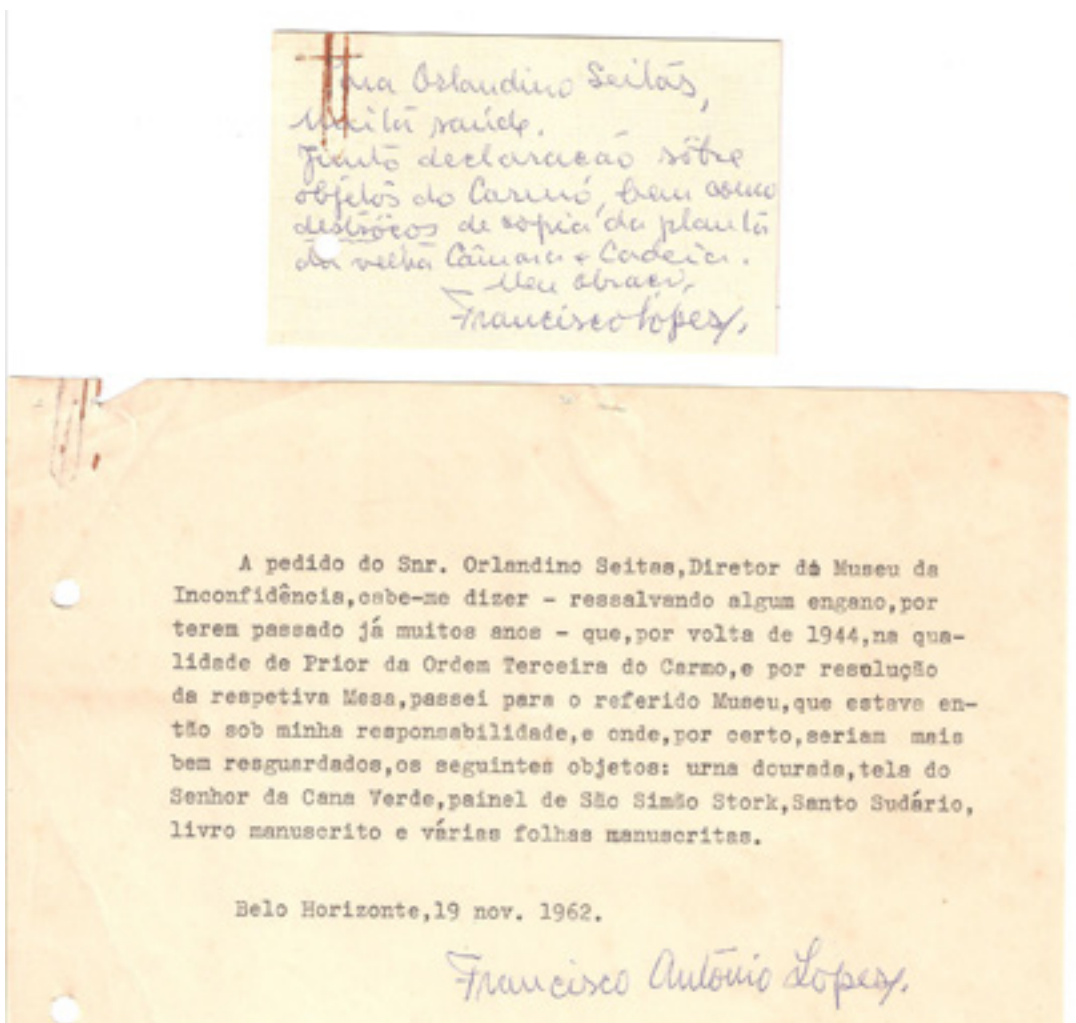 Para Orlandino Seitas,
Muita saúde.
Junto declaração sôbre
objetos do Carmo, bem como
destróços de copia da planta
da velha Câmara e Cadeia.
Meu abraço,
Francisco Lopes.
A pedido do Snr. Orlandino Seitas,Diretor do Museu da
Inconfidência,cabe-me dizer - ressalvando algum engano,por
terem passado já muitos anos - que,por volta de 1944,na qua-
lidade de Prior da Ordem Terceira do Carmo,e por resolução
da respetiva Mesa,passei para o referido Museu,que estava en-
tão sob minha responsabilidade,e onde,por certo,seriam mais
bem resguardados,os seguintes objetos: urna dourada,tela do
Senhor da Cana Verde,painel de São Simão Stork,Santo Sudário,
livro manuscrito e várias folhas manuscritas.
Belo Horizonte,19 nov. 1962.
Francisco Antônio Lopes.